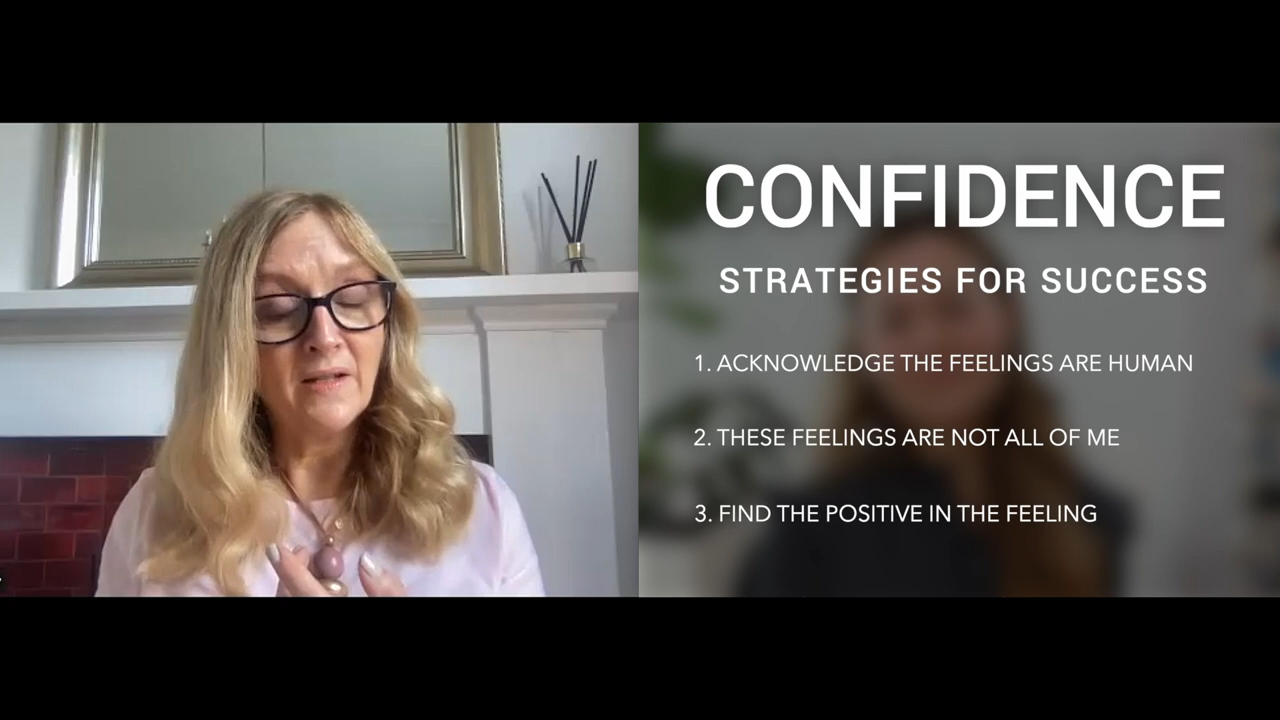 CONFIDENCE
STRATEGIES FOR SUCCESS
1. ACKNOWLEDGE THE FEELINGS ARE HUMAN
2. THESE FEELINGS ARE NOT ALL OF ME
3. FIND THE POSITIVE IN THE FEELING